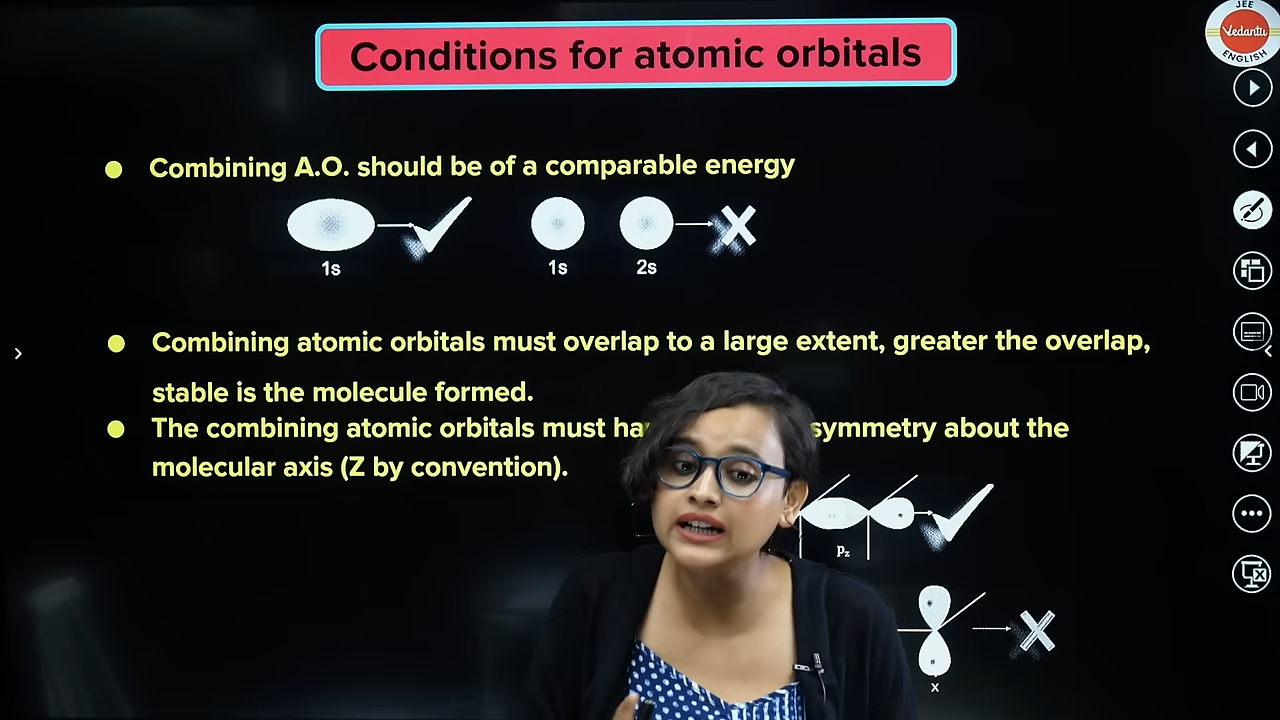 JEE
Vedantu
ENGLISH
Conditions for atomic orbitals
Combining A.O. should be of a comparable energy
1s
1s
2s
Combining atomic orbitals must overlap to a large extent, greater the overlap,
stable is the molecule formed.
The combining atomic orbitals must symmetry about the
molecular axis (Z by convention).
pz
x